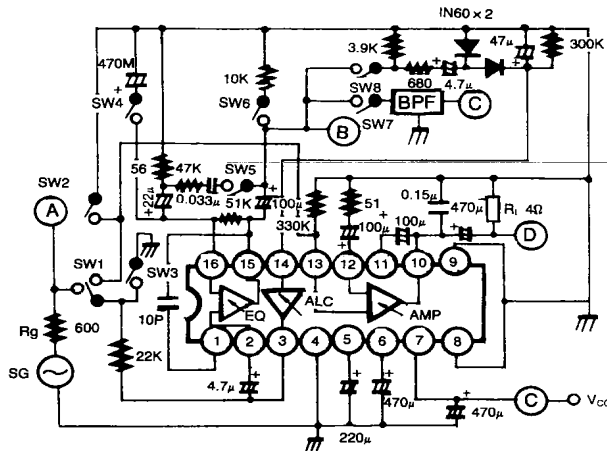 IN60×2
470M
3.9K
47μ
300K
10K
SW4
SW6
SW8
680
4.7μ
SW7
BPF
C
B
56
47K
SW5
SW2
0.033μ
22μ
51K
100μ
330K
51
0.15μ
470μ
RL 4Ω
A
100μ
100μ
D
SW1
SW3
16 15 14 13 12 11 10 9
EQ
ALC
AMP
10P
Rg
600
1 2 3 4 5 6 7 8
22K
SG
4.7μ
470μ
220μ
470μ
C
VCC